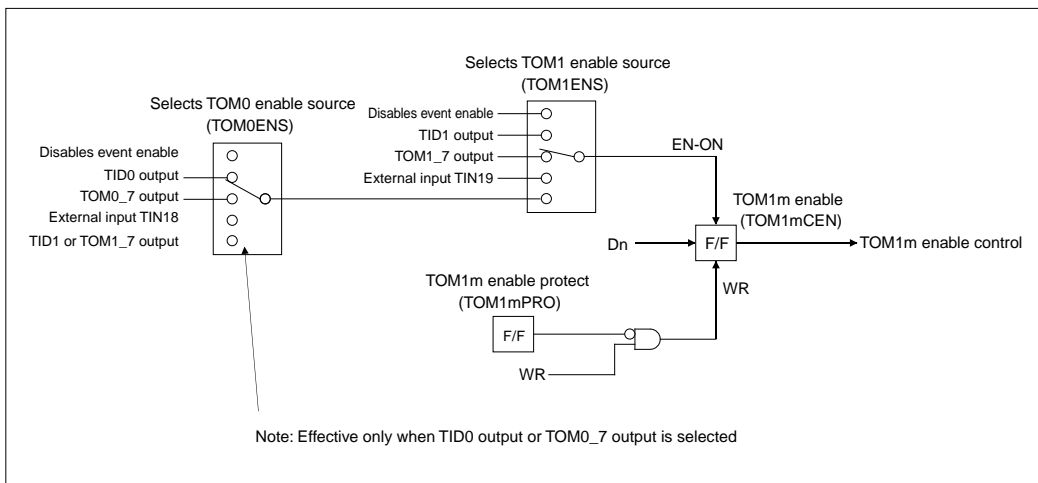 Selects TOM1 enable source
(TOM1ENS)
Selects TOM0 enable source
(TOM0ENS)
Disables event enable
TID1 output
TOM1_7 output
External input TIN19
Disables event enable
TID0 output
TOM0_7 output
External input TIN18
TID1 or TOM1_7 output
EN-ON
TOM1m enable
(TOM1mCEN)
Dn
F/F
TOM1m enable control
WR
TOM1m enable protect
(TOM1mPRO)
F/F
WR
Note: Effective only when TID0 output or TOM0_7 output is selected